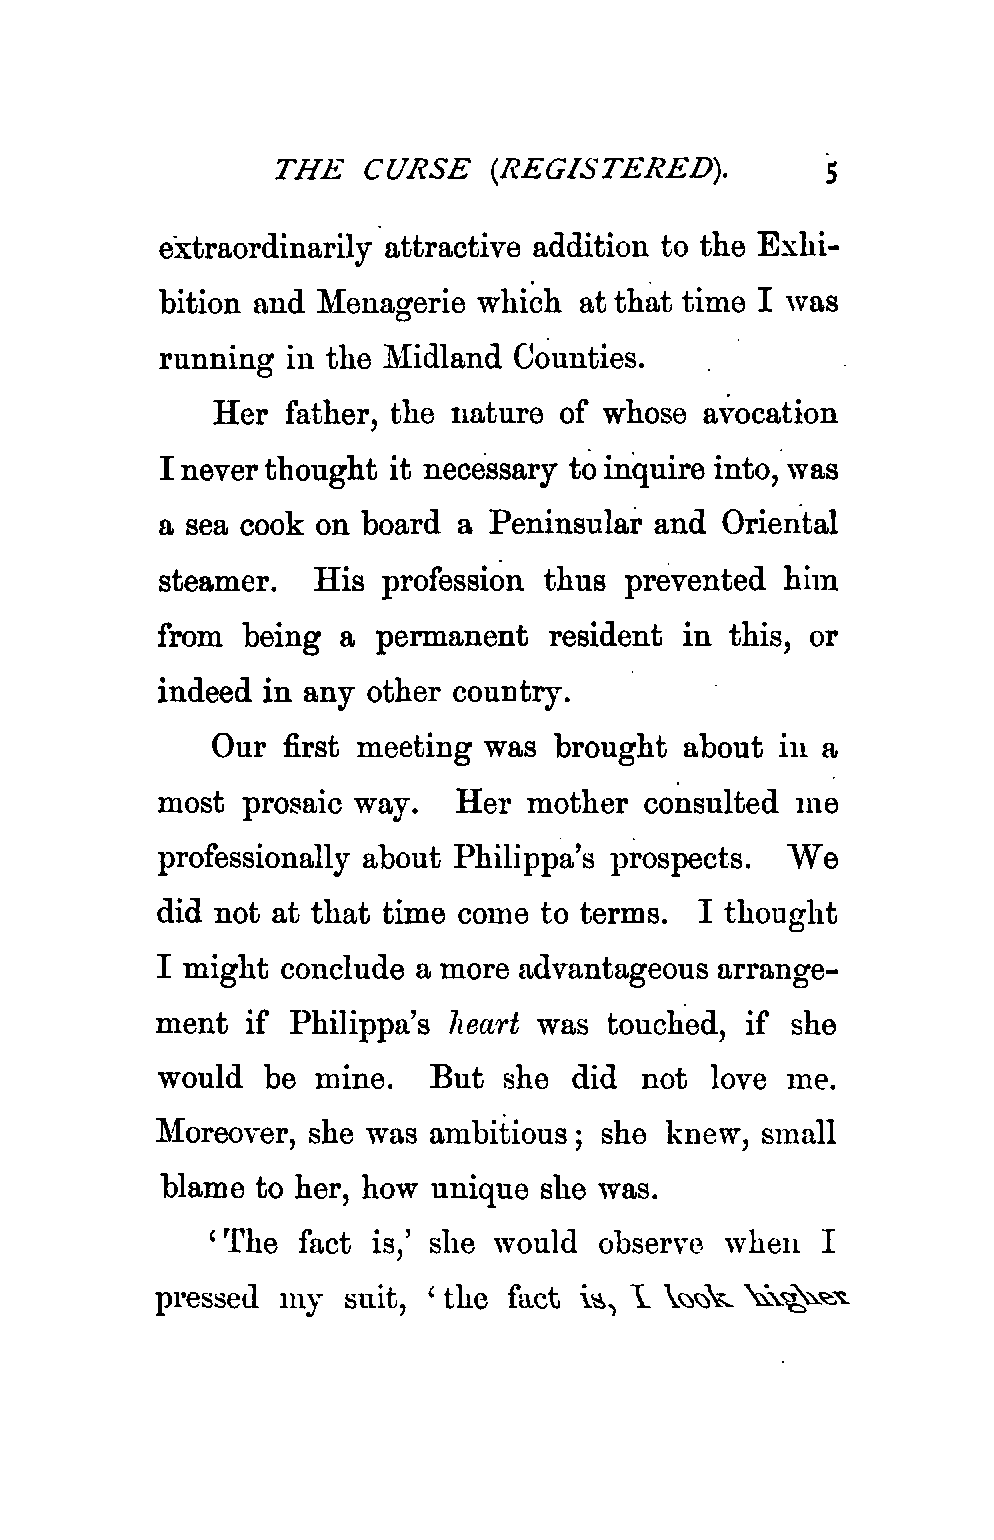 THE CURSE (REGISTERED). 5
extraordinarily attractive addition to the Exhi-
bition and Menagerie which at that time I was
running in the Midland Counties.
Her father, the nature of whose avocation
I never thought it necessary to inquire into, was
a sea cook on board a Peninsular and Oriental
steamer. His profession thus prevented him
from being a permanent resident in this, or
indeed in any other country.
Our first meeting was brought about in a
most prosaic way. Her mother consulted me
professionally about Philippa's prospects. We
did not at that time come to terms. I thought
I might conclude a more advantageous arrange-
ment if Philippa's heart was touched, if she
would be mine. But she did not love me.
Moreover, she was ambitious; she knew, small
blame to her, how unique she was.
'The fact is,' she would observe when I
pressed my suit, 'the fact is, I look higher